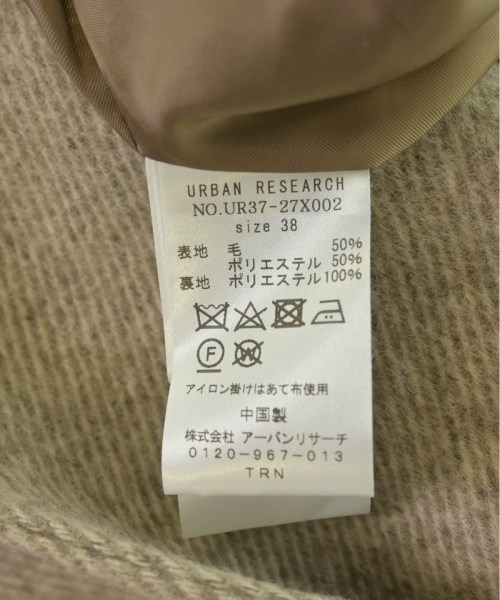 URBAN RESEARCH
NO.UR37-27X002
size 38
表地 毛 50%
ポリエステル 50%
裏地 ポリエステル 100%
F W
アイロン掛けはあて布使用
中国製
株式会社 アーバンリサーチ
0120-967-013
TRN